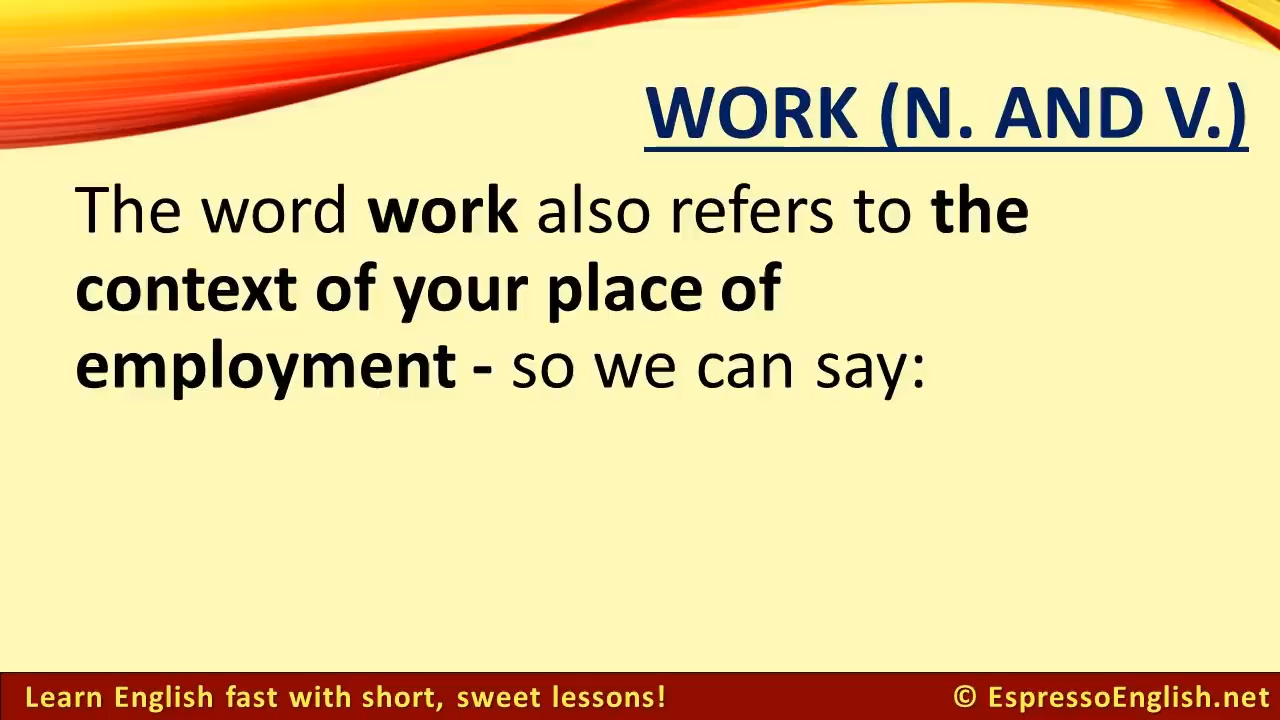 WORK (N. AND V.)
The word work also refers to the
context of your place of
employment - so we can say:
Learn English fast with short, sweet lessons!
© EspressoEnglish.net